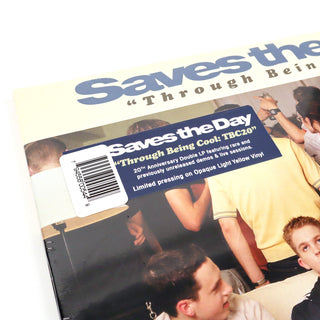 Saves the
"Through Bein
Saves the Day
"Through Being Cool: TBC20"
20TH Anniversary Double LP featuring rare and
previously unreleased demos & live sessions.
Limited pressing on Opaque Light Yellow Vinyl